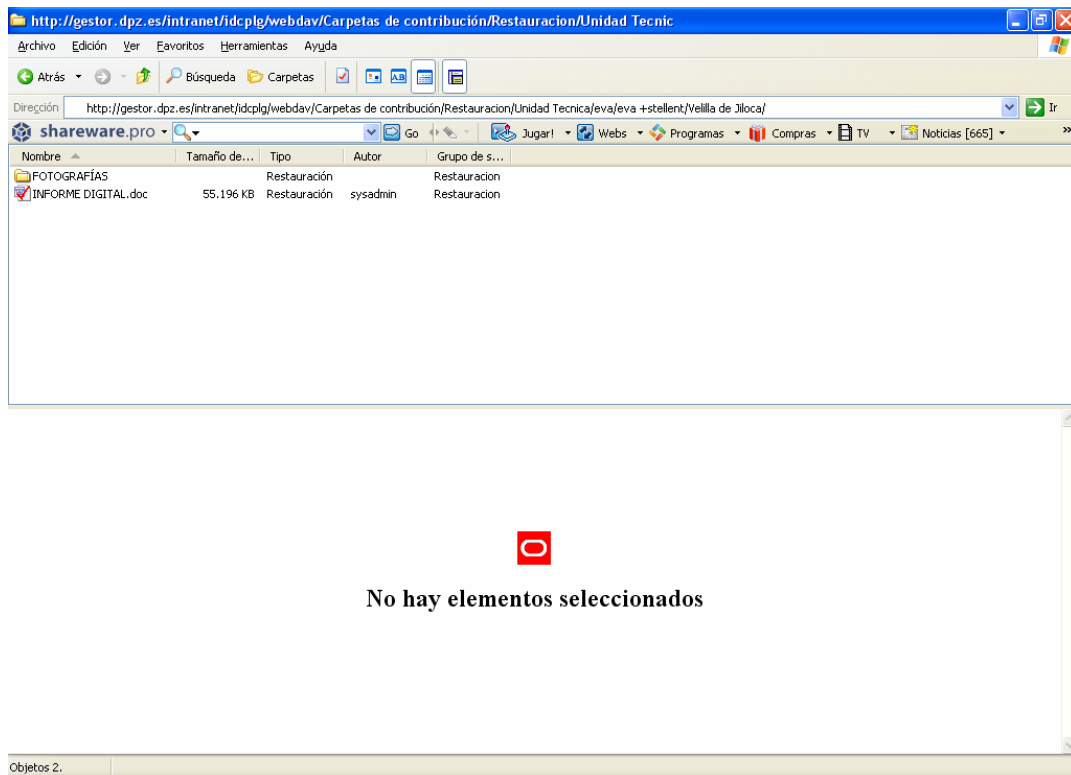 http://gestor.dpz.es/intranet/idcplg/webdav/Carpetas de contribución/Restauracion/Unidad Tecnic
Archivo Edición Ver Favoritos Herramientas Ayuda
Atrás Búsqueda Carpetas
Dirección http://gestor.dpz.es/intranet/idcplg/webdav/Carpetas de contribución/Restauracion/Unidad Tecnica/eva/eva +stellent/Velilla de Jiloca/ Ir
shareware.pro Go Jugar! Webs Programas Compras TV Noticias [665] »
Nombre Tamaño de... Tipo Autor Grupo de s...
FOTOGRAFÍAS Restauración Restauracion
INFORME DIGITAL.doc 55.196 KB Restauración sysadmin Restauracion
No hay elementos seleccionados
Objetos 2.